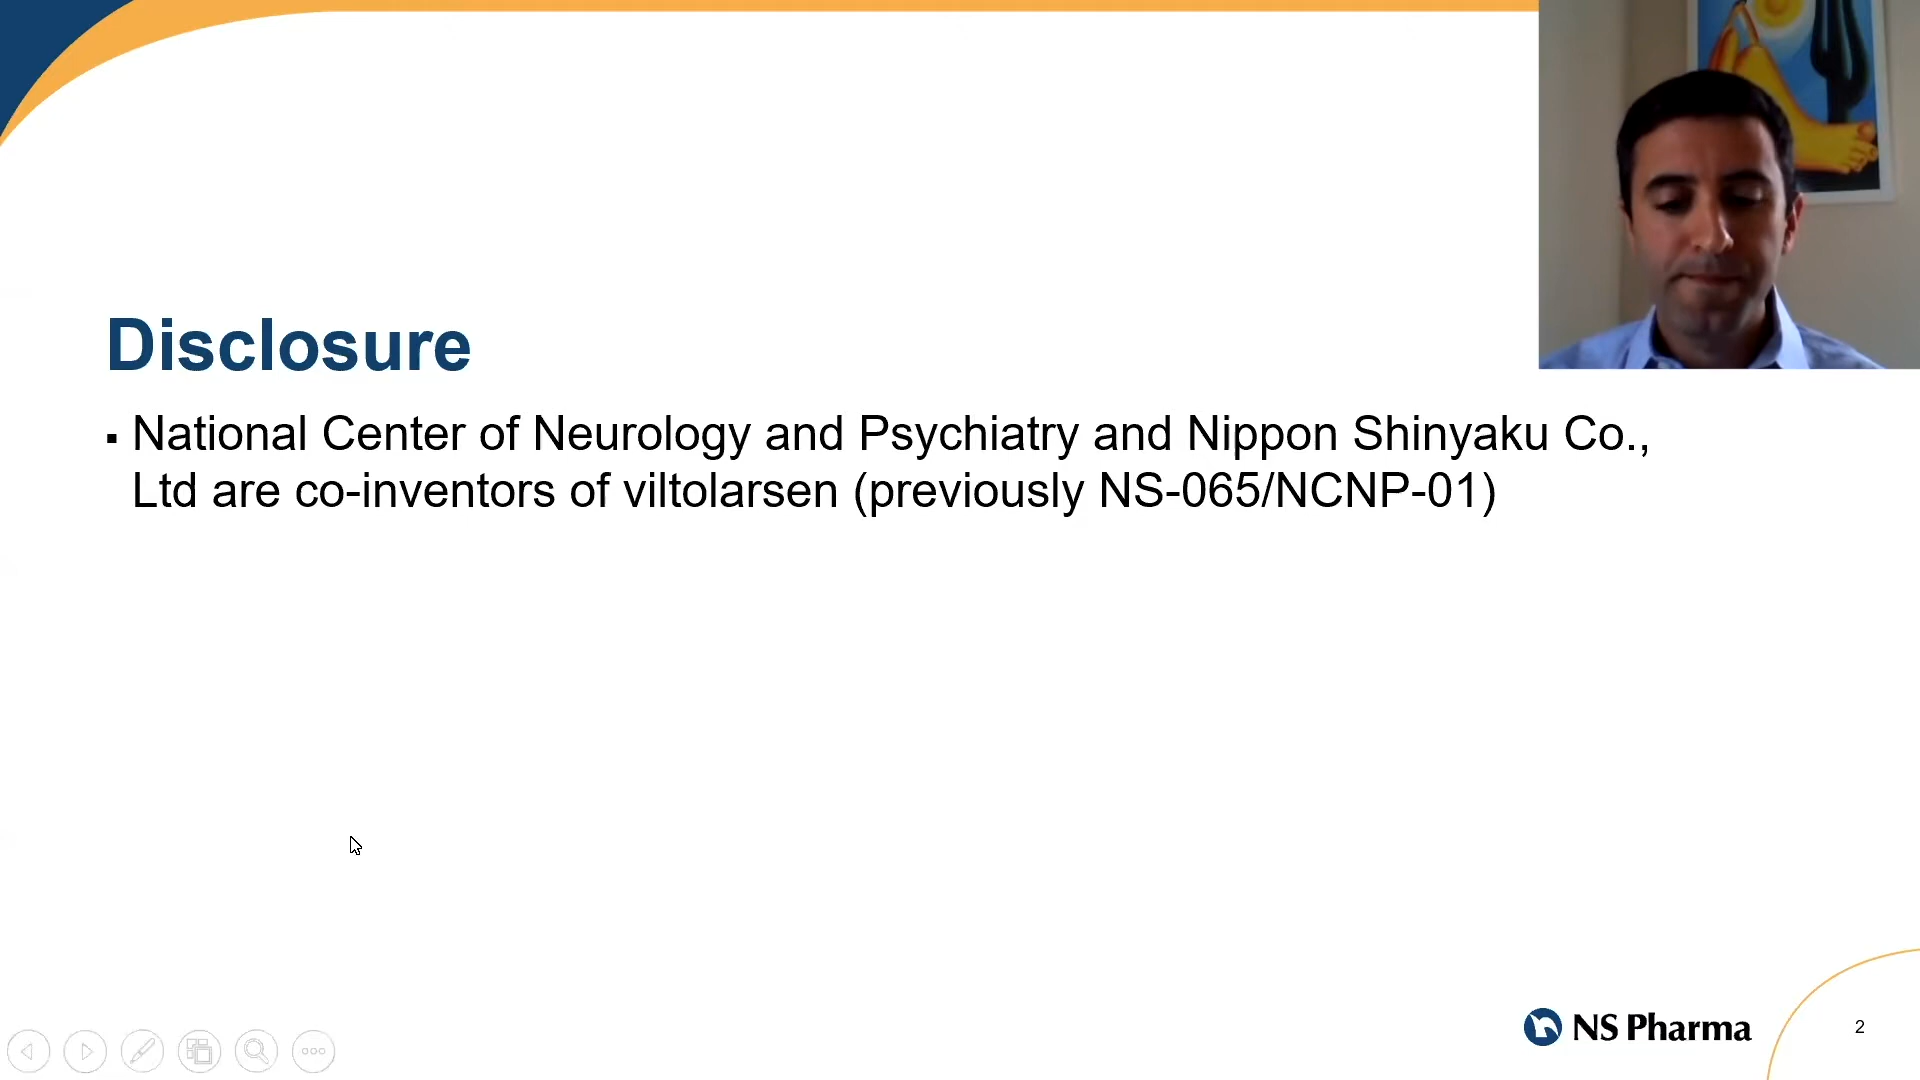 Disclosure
▪ National Center of Neurology and Psychiatry and Nippon Shinyaku Co.,
Ltd are co-inventors of viltolarsen (previously NS-065/NCNP-01)
NS Pharma
2